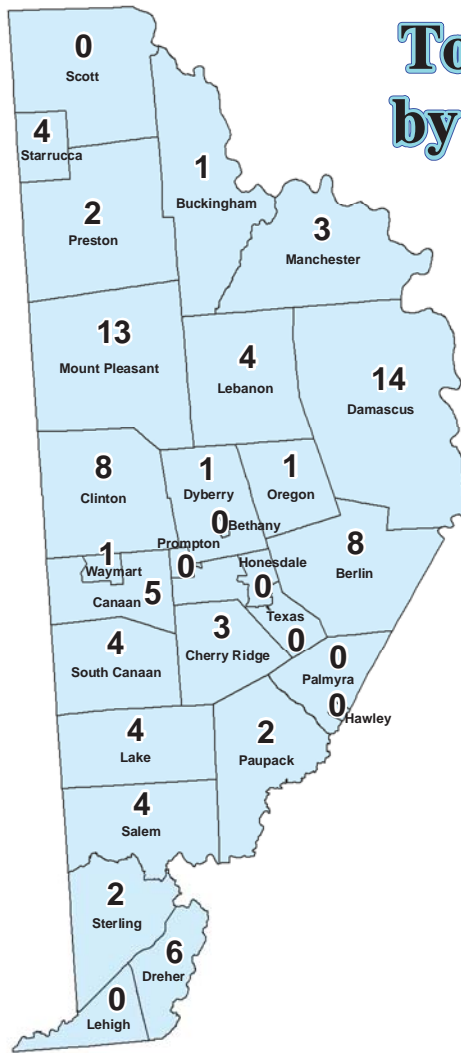 To
by
0
Scott
4
Starrucca
1
Buckingham
2
Preston
3
Manchester
13
Mount Pleasant
4
Lebanon
14
Damascus
8
Clinton
1
Dyberry
1
Oregon
0 Bethany
Prompton
0
1
Waymart
Canaan 5
Honesdale
0
8
Berlin
Texas
0
4
South Canaan
3
Cherry Ridge
0
Palmyra
0
Hawley
4
Lake
2
Paupack
4
Salem
2
Sterling
6
Dreher
0
Lehigh